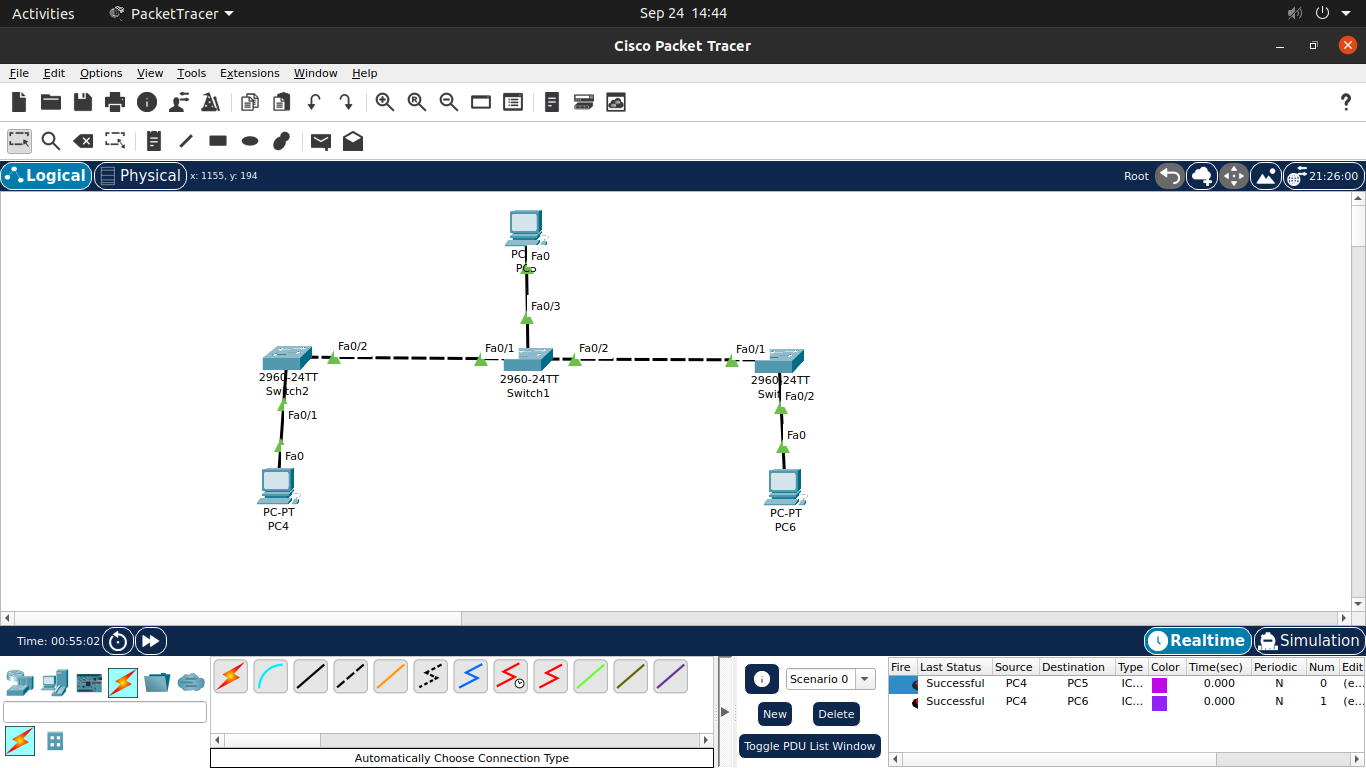 Activities PacketTracer Sep 24 14:44
Cisco Packet Tracer
File Edit Options View Tools Extensions Window Help
?
Logical Physical x: 1155, y: 194 Root 21:26:00
PC Fa0
Fa0/3
Fa0/2 Fa0/1 Fa0/2 Fa0/1
2960-24TT 2960-24TT 2960-24TT
Switch2 Switch1 Swit Fa0/2
Fa0/1
Fa0 Fa0
PC-PT PC-PT
PC4 PC6
Time: 00:55:02 Realtime Simulation
Fire Last Status Source Destination Type Color Time(sec) Periodic Num Edit
Successful PC4 PC5 IC... 0.000 N 0 (e...
Successful PC4 PC6 IC... 0.000 N 1 (e...
Scenario 0
New Delete
Toggle PDU List Window
Automatically Choose Connection Type